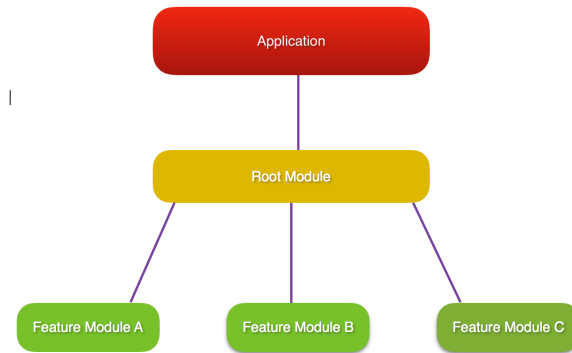 Application
Root Module
Feature Module A
Feature Module B
Feature Module C